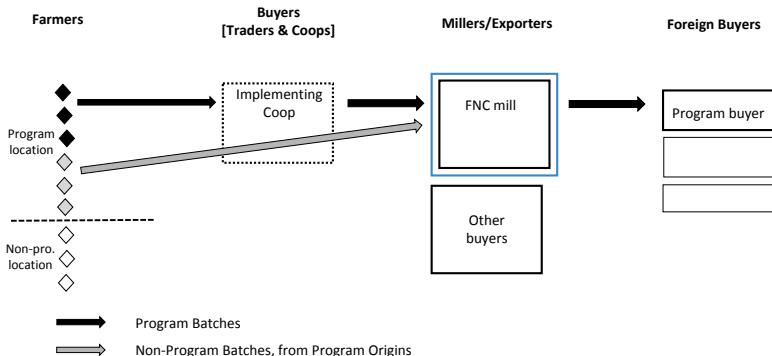 Farmers
Buyers
[Traders & Coops]
Millers/Exporters
Foreign Buyers
Implementing
Coop
FNC mill
Program buyer
Program
location
Other
buyers
Non-pro.
location
Program Batches
Non-Program Batches, from Program Origins